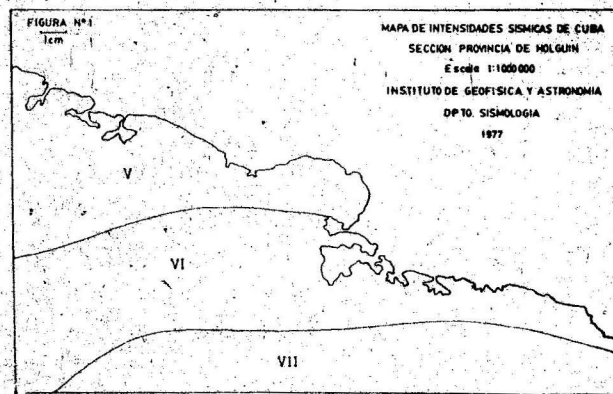 FIGURA Nº 1
1cm
MAPA DE INTENSIDADES SISMICAS DE CUBA
SECCION PROVINCIA DE HOLGUIN
Escala 1:1000000
INSTITUTO DE GEOFISICA Y ASTRONOMIA
DPTO. SISMOLOGIA
1977
V
VI
VII